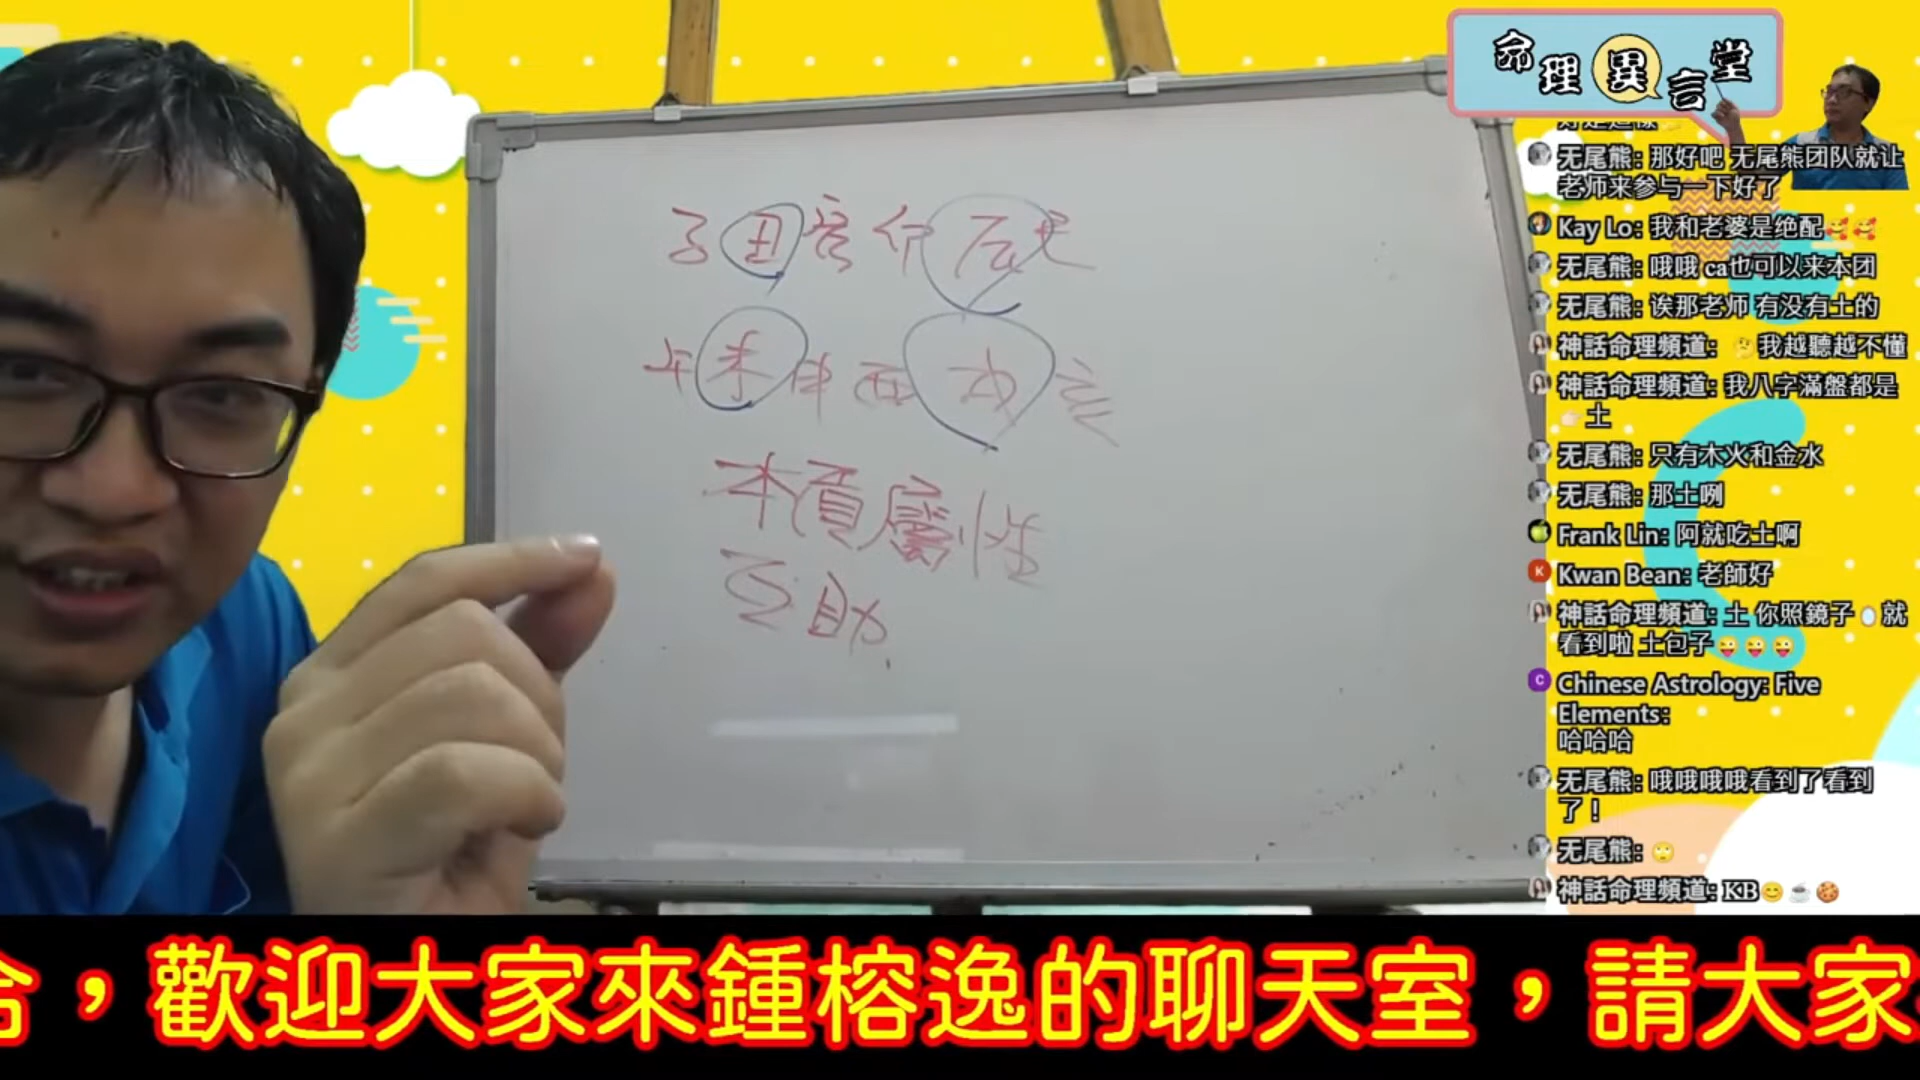 命理異言堂
子丑寅卯辰巳
午未申酉戌亥
本質屬性
互助
无尾熊: 那好吧 无尾熊团队就让
老师来参与一下好了
Kay Lo: 我和老婆是绝配🥰🥰
无尾熊: 哦哦 ca也可以来本团
无尾熊: 诶那老师 有没有土的
神話命理頻道: 🤔我越聽越不懂
神話命理頻道: 我八字滿盤都是
👉🏻土
无尾熊: 只有木火和金水
无尾熊: 那土咧
Frank Lin: 阿就吃土啊
K
Kwan Bean: 老師好
神話命理頻道: 土 你照鏡子🥚就
看到啦 土包子😜😜😜
C
Chinese Astrology: Five
Elements:
哈哈哈
无尾熊: 哦哦哦哦看到了看到
了！
无尾熊: 🙄
神話命理頻道: KB😊☕🍪
，歡迎大家來鍾榕逸的聊天室，請大家